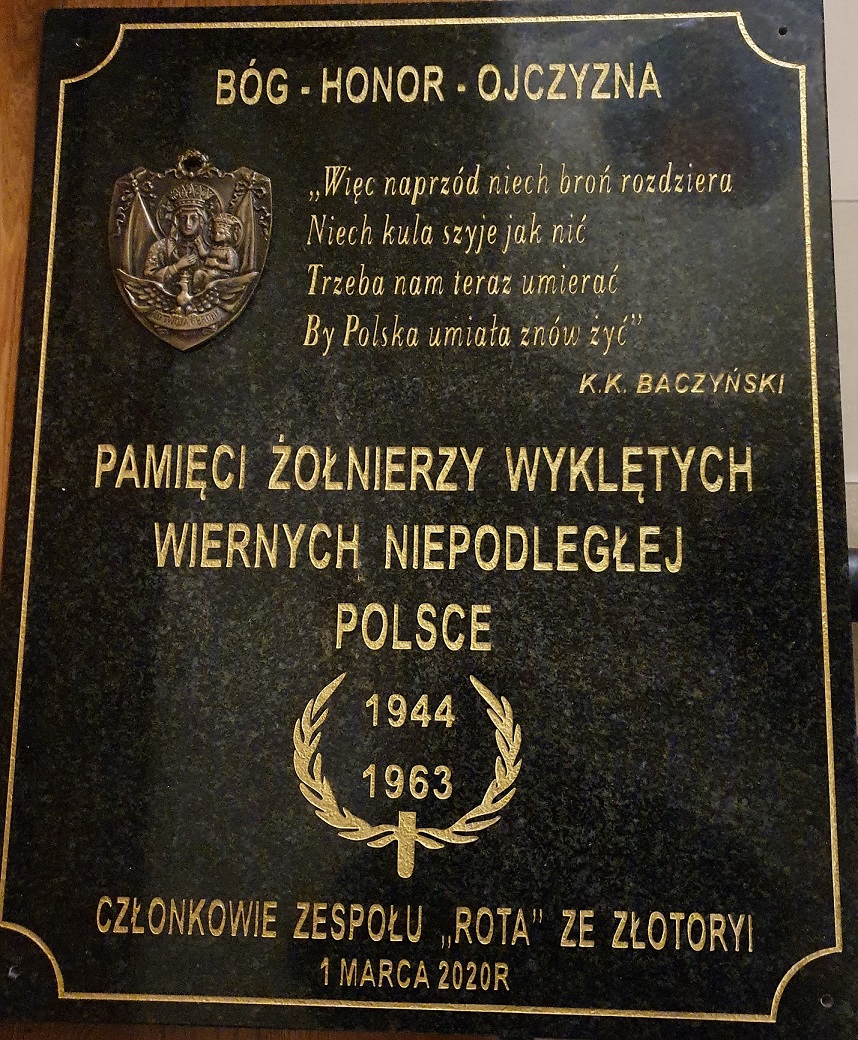 BÓG - HONOR - OJCZYZNA
„Więc naprzód niech broń rozdziera
Niech kula szyje jak nić
Trzeba nam teraz umierać
By Polska umiała znów żyć”
K.K. BACZYŃSKI
PAMIĘCI ŻOŁNIERZY WYKLĘTYCH
WIERNYCH NIEPODLEGŁEJ
POLSCE
1944
1963
CZŁONKOWIE ZESPOŁU „ROTA” ZE ZŁOTORYI
1 MARCA 2020R